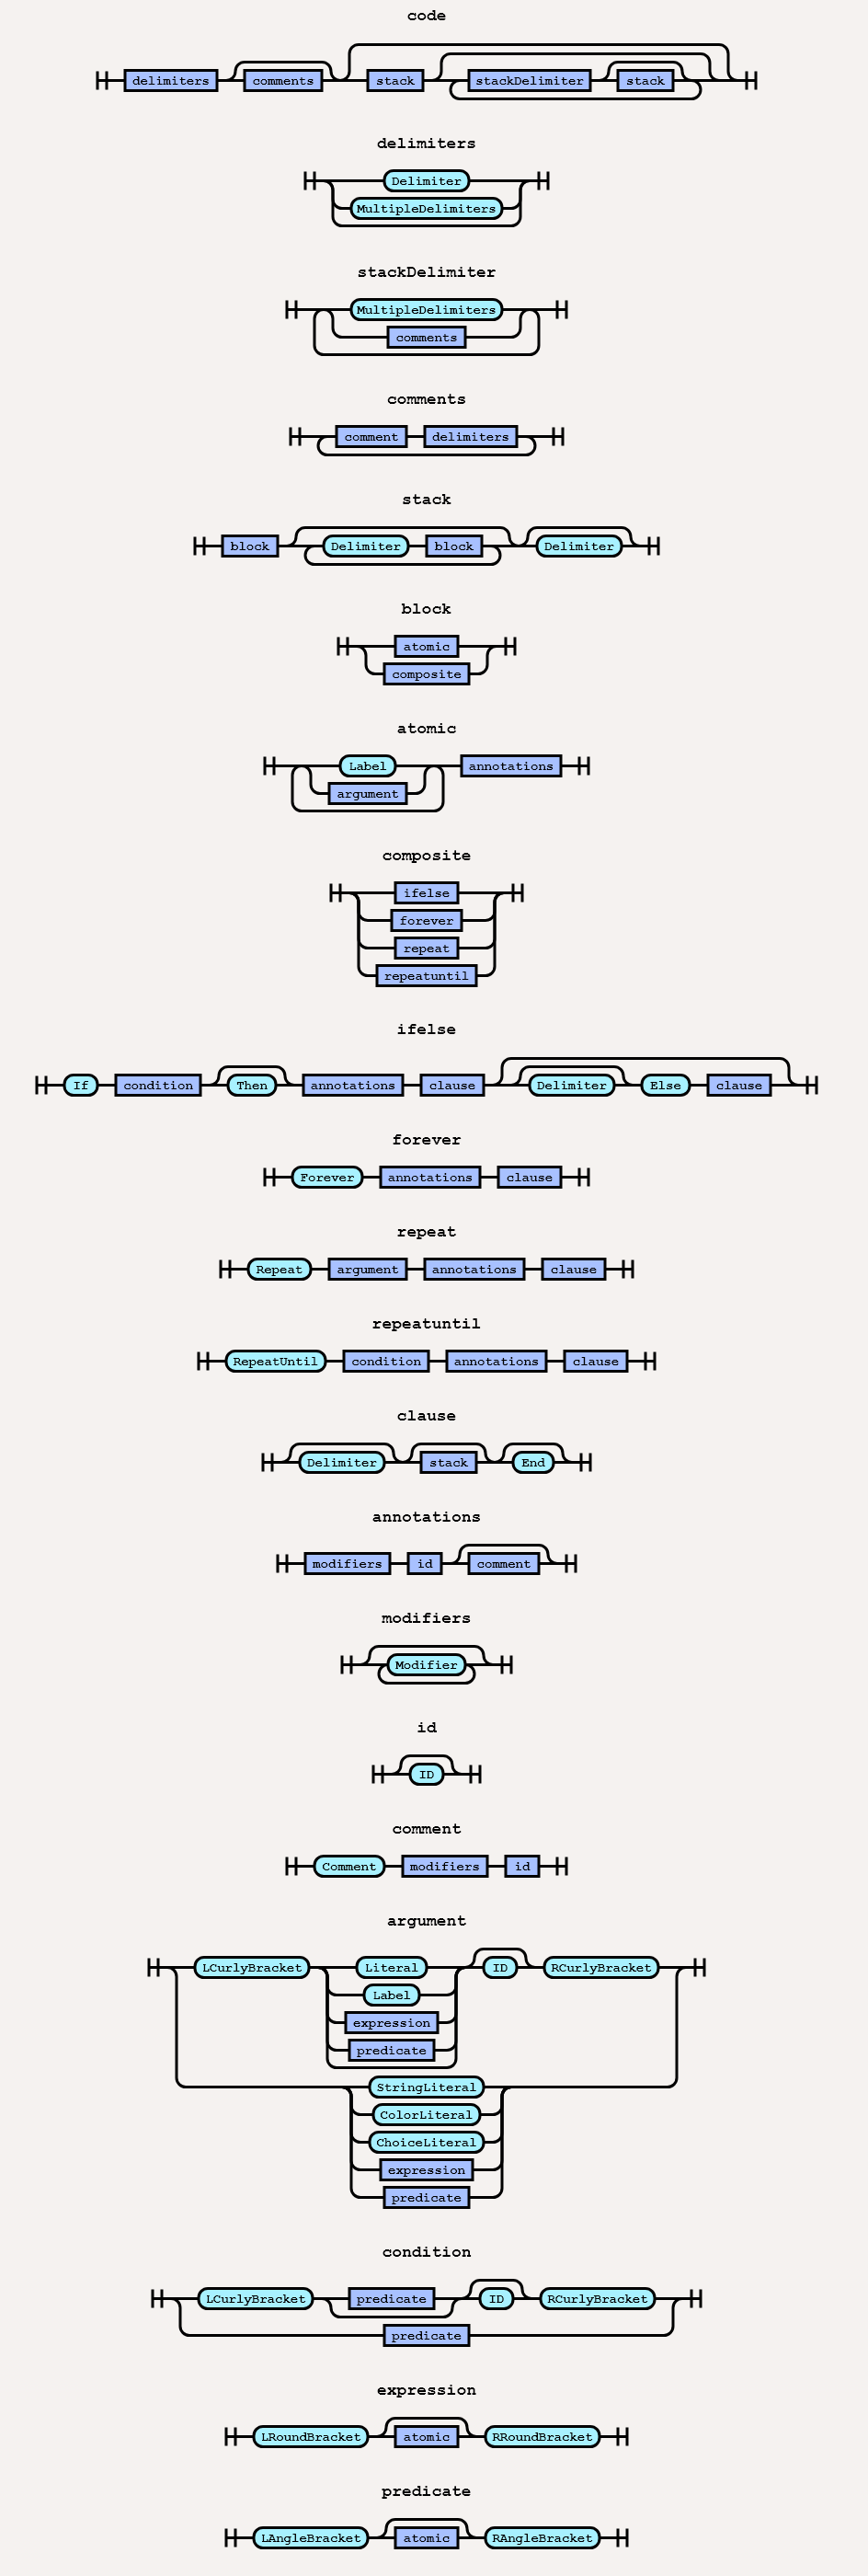 code
delimiters comments stack stackDelimiter stack
delimiters
Delimiter
MultipleDelimiters
stackDelimiter
MultipleDelimiters
comments
comments
comment delimiters
stack
block Delimiter block Delimiter
block
atomic
composite
atomic
Label annotations
argument
composite
ifelse
forever
repeat
repeatuntil
ifelse
If condition Then annotations clause Delimiter Else clause
forever
Forever annotations clause
repeat
Repeat argument annotations clause
repeatuntil
RepeatUntil condition annotations clause
clause
Delimiter stack End
annotations
modifiers id comment
modifiers
Modifier
id
ID
comment
Comment modifiers id
argument
LCurlyBracket Literal ID RCurlyBracket
Label
expression
predicate
StringLiteral
ColorLiteral
ChoiceLiteral
expression
predicate
condition
LCurlyBracket predicate ID RCurlyBracket
predicate
expression
LRoundBracket atomic RRoundBracket
predicate
LAngleBracket atomic RAngleBracket